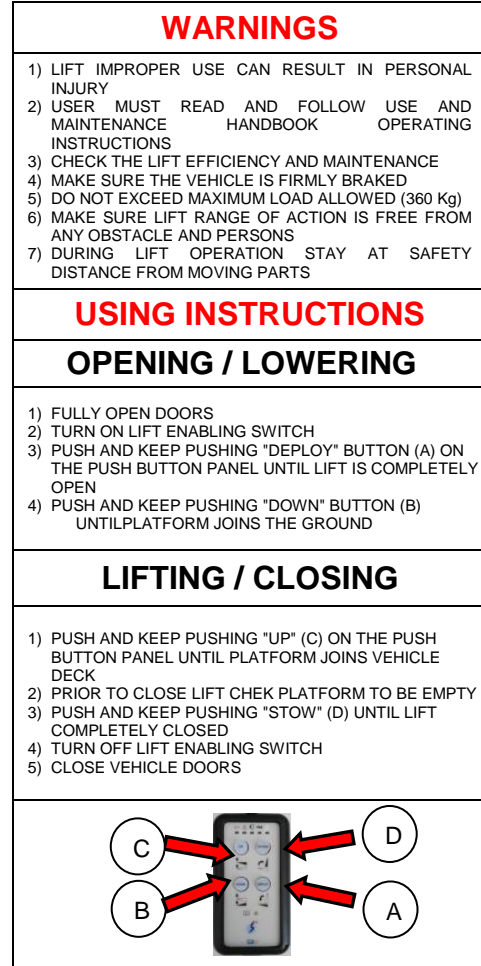 WARNINGS
1) LIFT IMPROPER USE CAN RESULT IN PERSONAL
INJURY
2) USER MUST READ AND FOLLOW USE AND
MAINTENANCE HANDBOOK OPERATING
INSTRUCTIONS
3) CHECK THE LIFT EFFICIENCY AND MAINTENANCE
4) MAKE SURE THE VEHICLE IS FIRMLY BRAKED
5) DO NOT EXCEED MAXIMUM LOAD ALLOWED (360 Kg)
6) MAKE SURE LIFT RANGE OF ACTION IS FREE FROM
ANY OBSTACLE AND PERSONS
7) DURING LIFT OPERATION STAY AT SAFETY
DISTANCE FROM MOVING PARTS
USING INSTRUCTIONS
OPENING / LOWERING
1) FULLY OPEN DOORS
2) TURN ON LIFT ENABLING SWITCH
3) PUSH AND KEEP PUSHING "DEPLOY" BUTTON (A) ON
THE PUSH BUTTON PANEL UNTIL LIFT IS COMPLETELY
OPEN
4) PUSH AND KEEP PUSHING "DOWN" BUTTON (B)
UNTILPLATFORM JOINS THE GROUND
LIFTING / CLOSING
1) PUSH AND KEEP PUSHING "UP" (C) ON THE PUSH
BUTTON PANEL UNTIL PLATFORM JOINS VEHICLE
DECK
2) PRIOR TO CLOSE LIFT CHEK PLATFORM TO BE EMPTY
3) PUSH AND KEEP PUSHING "STOW" (D) UNTIL LIFT
COMPLETELY CLOSED
4) TURN OFF LIFT ENABLING SWITCH
5) CLOSE VEHICLE DOORS
C
D
B
A